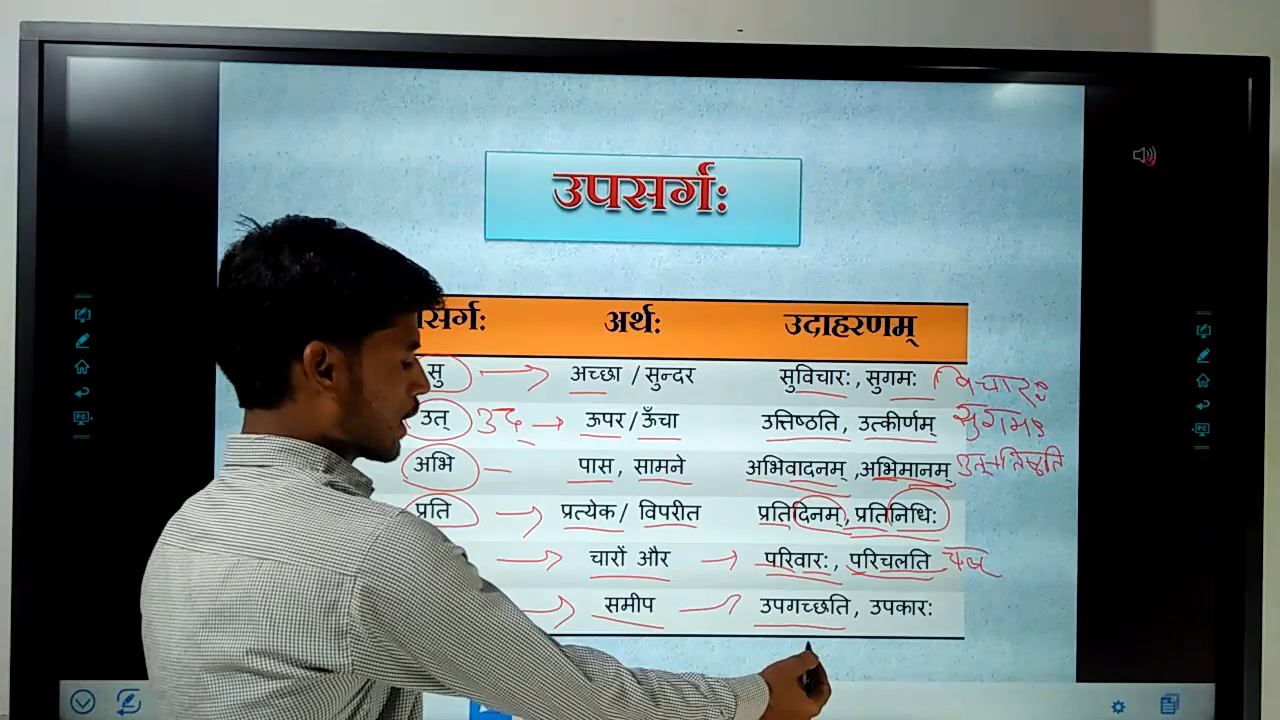 उपसर्गः
सर्गः अर्थः उदाहरणम्
सु अच्छा / सुन्दर सुविचारः, सुगमः विचारः
उत् उद् ऊपर / ऊँचा उत्तिष्ठति, उत्कीर्णम् सुगमः
अभि पास, सामने अभिवादनम्, अभिमानम् उत्+तिष्ठति
प्रति प्रत्येक / विपरीत प्रतिदिनम्, प्रतिनिधिः
चारों और परिवारः, परिचलति चल्
समीप उपगच्छति, उपकारः